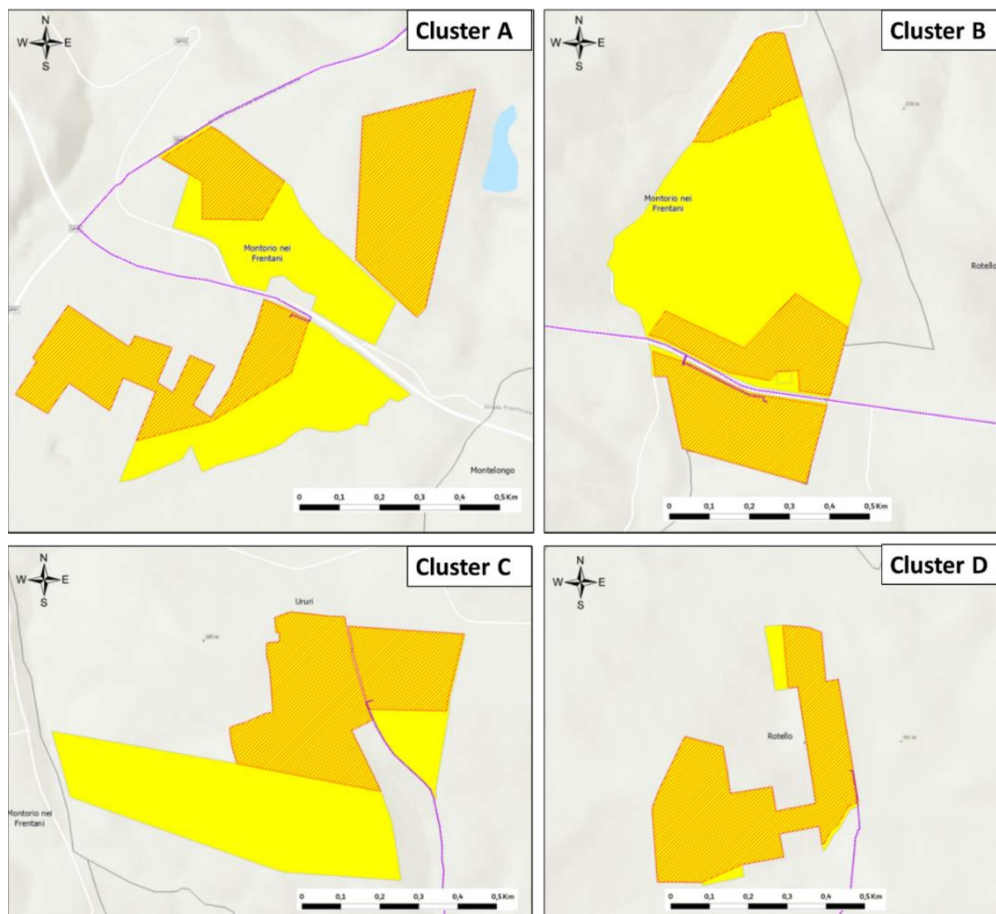 Cluster A
N
W E
S
Montorio nei
Frentani
Strada Provinciale
Montelongo
0 0,1 0,2 0,3 0,4 0,5 Km
Cluster B
N
W E
S
Montorio nei
Frentani
Rotello
0 0,1 0,2 0,3 0,4 0,5 Km
Cluster C
N
W E
S
Ururi
Montorio nei
Frentani
0 0,1 0,2 0,3 0,4 0,5 Km
Cluster D
N
W E
S
Rotello
0 0,1 0,2 0,3 0,4 0,5 Km